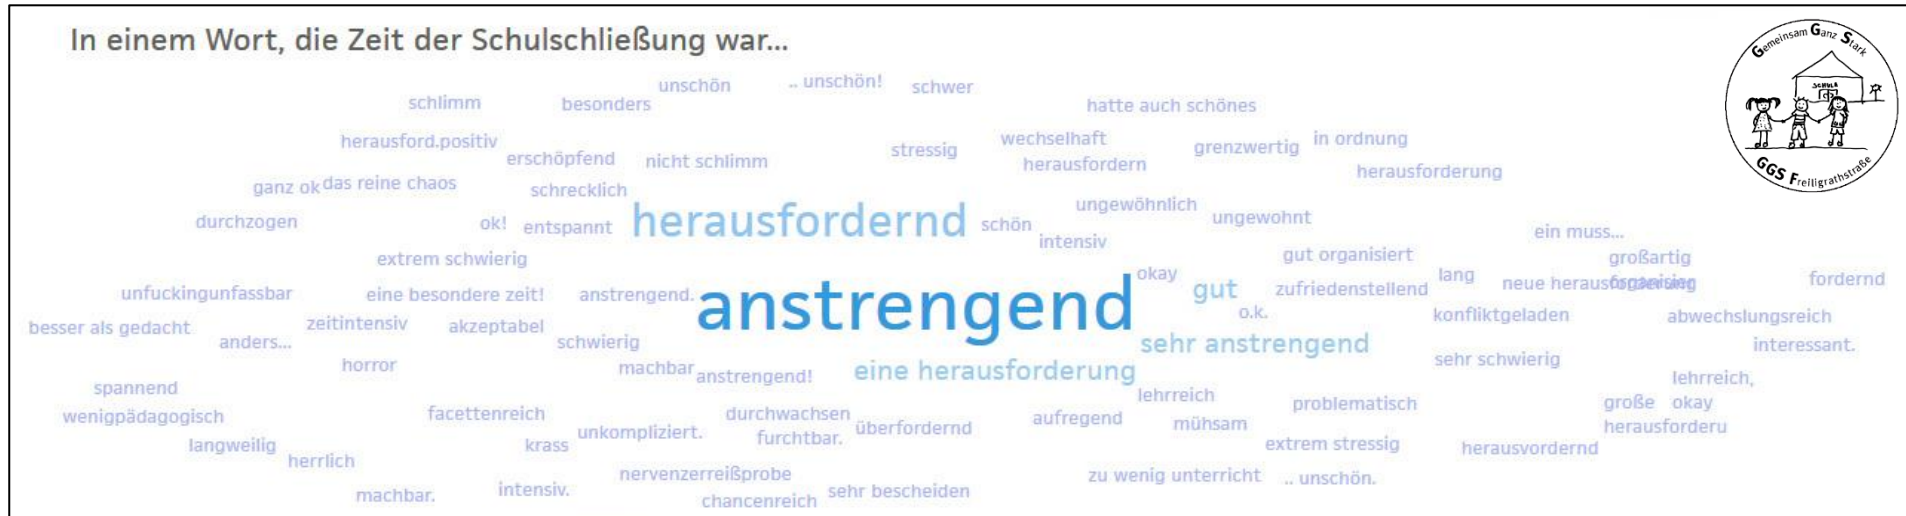 In einem Wort, die Zeit der Schulschließung war...
Gemeinsam Ganz Stark
SCHULE
GGS Freiligrathstraße
unschön
.. unschön!
schwer
schlimm
besonders
hatte auch schönes
herausford.positiv
erschöpfend
nicht schlimm
stressig
wechselhaft
herausfordern
grenzwertig
in ordnung
herausforderung
ganz ok
das reine chaos
schrecklich
durchzogen
ok!
entspannt
herausfordernd
schön
ungewöhnlich
ungewohnt
intensiv
ein muss...
extrem schwierig
gut organisiert
großartig
okay
lang
neue herausforderung
fordernd
unfuckingunfassbar
eine besondere zeit!
anstrengend.
anstrengend
gut
zufriedenstellend
o.k.
konfliktgeladen
abwechslungsreich
besser als gedacht
anders...
zeitintensiv
akzeptabel
schwierig
sehr anstrengend
interessant.
horror
machbar
anstrengend!
eine herausforderung
sehr schwierig
spannend
lehrreich
lehrreich,
okay
wenigpädagogisch
facettenreich
durchwachsen
aufregend
mühsam
problematisch
große
herausforderu
langweilig
krass
unkompliziert.
furchtbar.
überfordernd
extrem stressig
herausvordernd
herrlich
nervenzerreißprobe
zu wenig unterricht
.. unschön.
machbar.
intensiv.
chancenreich
sehr bescheiden